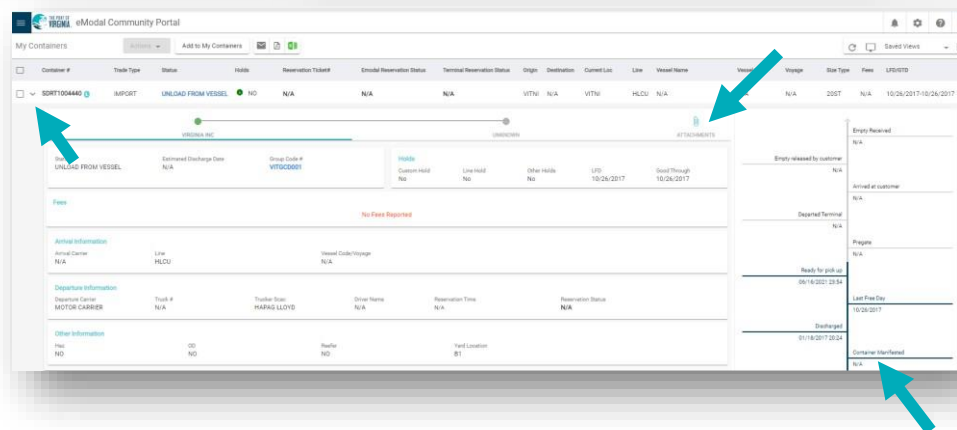 THE PORT OF
VIRGINIA eModal Community Portal
My Containers Actions Add to My Containers Saved Views
Container # Trade Type Status Holds Reservation Ticket# Emodal Reservation Status Terminal Reservation Status Origin Destination Current Loc Line Vessel Name Voyage Size Type Fees LFD/GTD
SDRT1004440 IMPORT UNLOAD FROM VESSEL NO N/A N/A N/A VITNI N/A VITNI HLCU N/A N/A 20ST N/A 10/26/2017-10/26/2017
VIRGINIA INC UNKNOWN ATTACHMENTS
Estimated Discharge Date Group Code #
UNLOAD FROM VESSEL N/A VITGCD001
Holds
Custom Hold Line Hold Other Holds LFD Good Through
No No No 10/26/2017 10/26/2017
Fees
No Fees Reported
Arrival Information
Arrival Carrier Line Vessel Code/Voyage
N/A HLCU N/A
Departure Information
Departure Carrier Truck # Trucker Scac Driver Name Reservation Time Reservation Status
MOTOR CARRIER N/A HAPAG LLOYD N/A N/A N/A
Other Information
Haz OD Reefer Yard Location
NO NO NO B1
Empty Received
N/A
Empty released by customer
N/A
Arrived at customer
N/A
Departed Terminal
N/A
Pregate
N/A
Ready for pick up
06/16/2021 23:54
Last Free Day
10/26/2017
Discharged
01/18/2017 20:24
Container Manifested
N/A